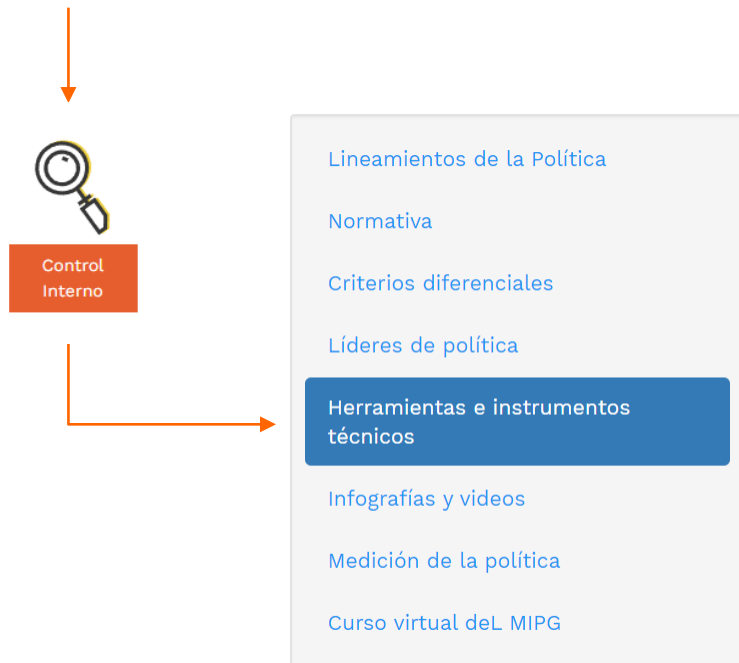 Control
Interno
Lineamientos de la Política
Normativa
Criterios diferenciales
Líderes de política
Herramientas e instrumentos
técnicos
Infografías y videos
Medición de la política
Curso virtual deL MIPG